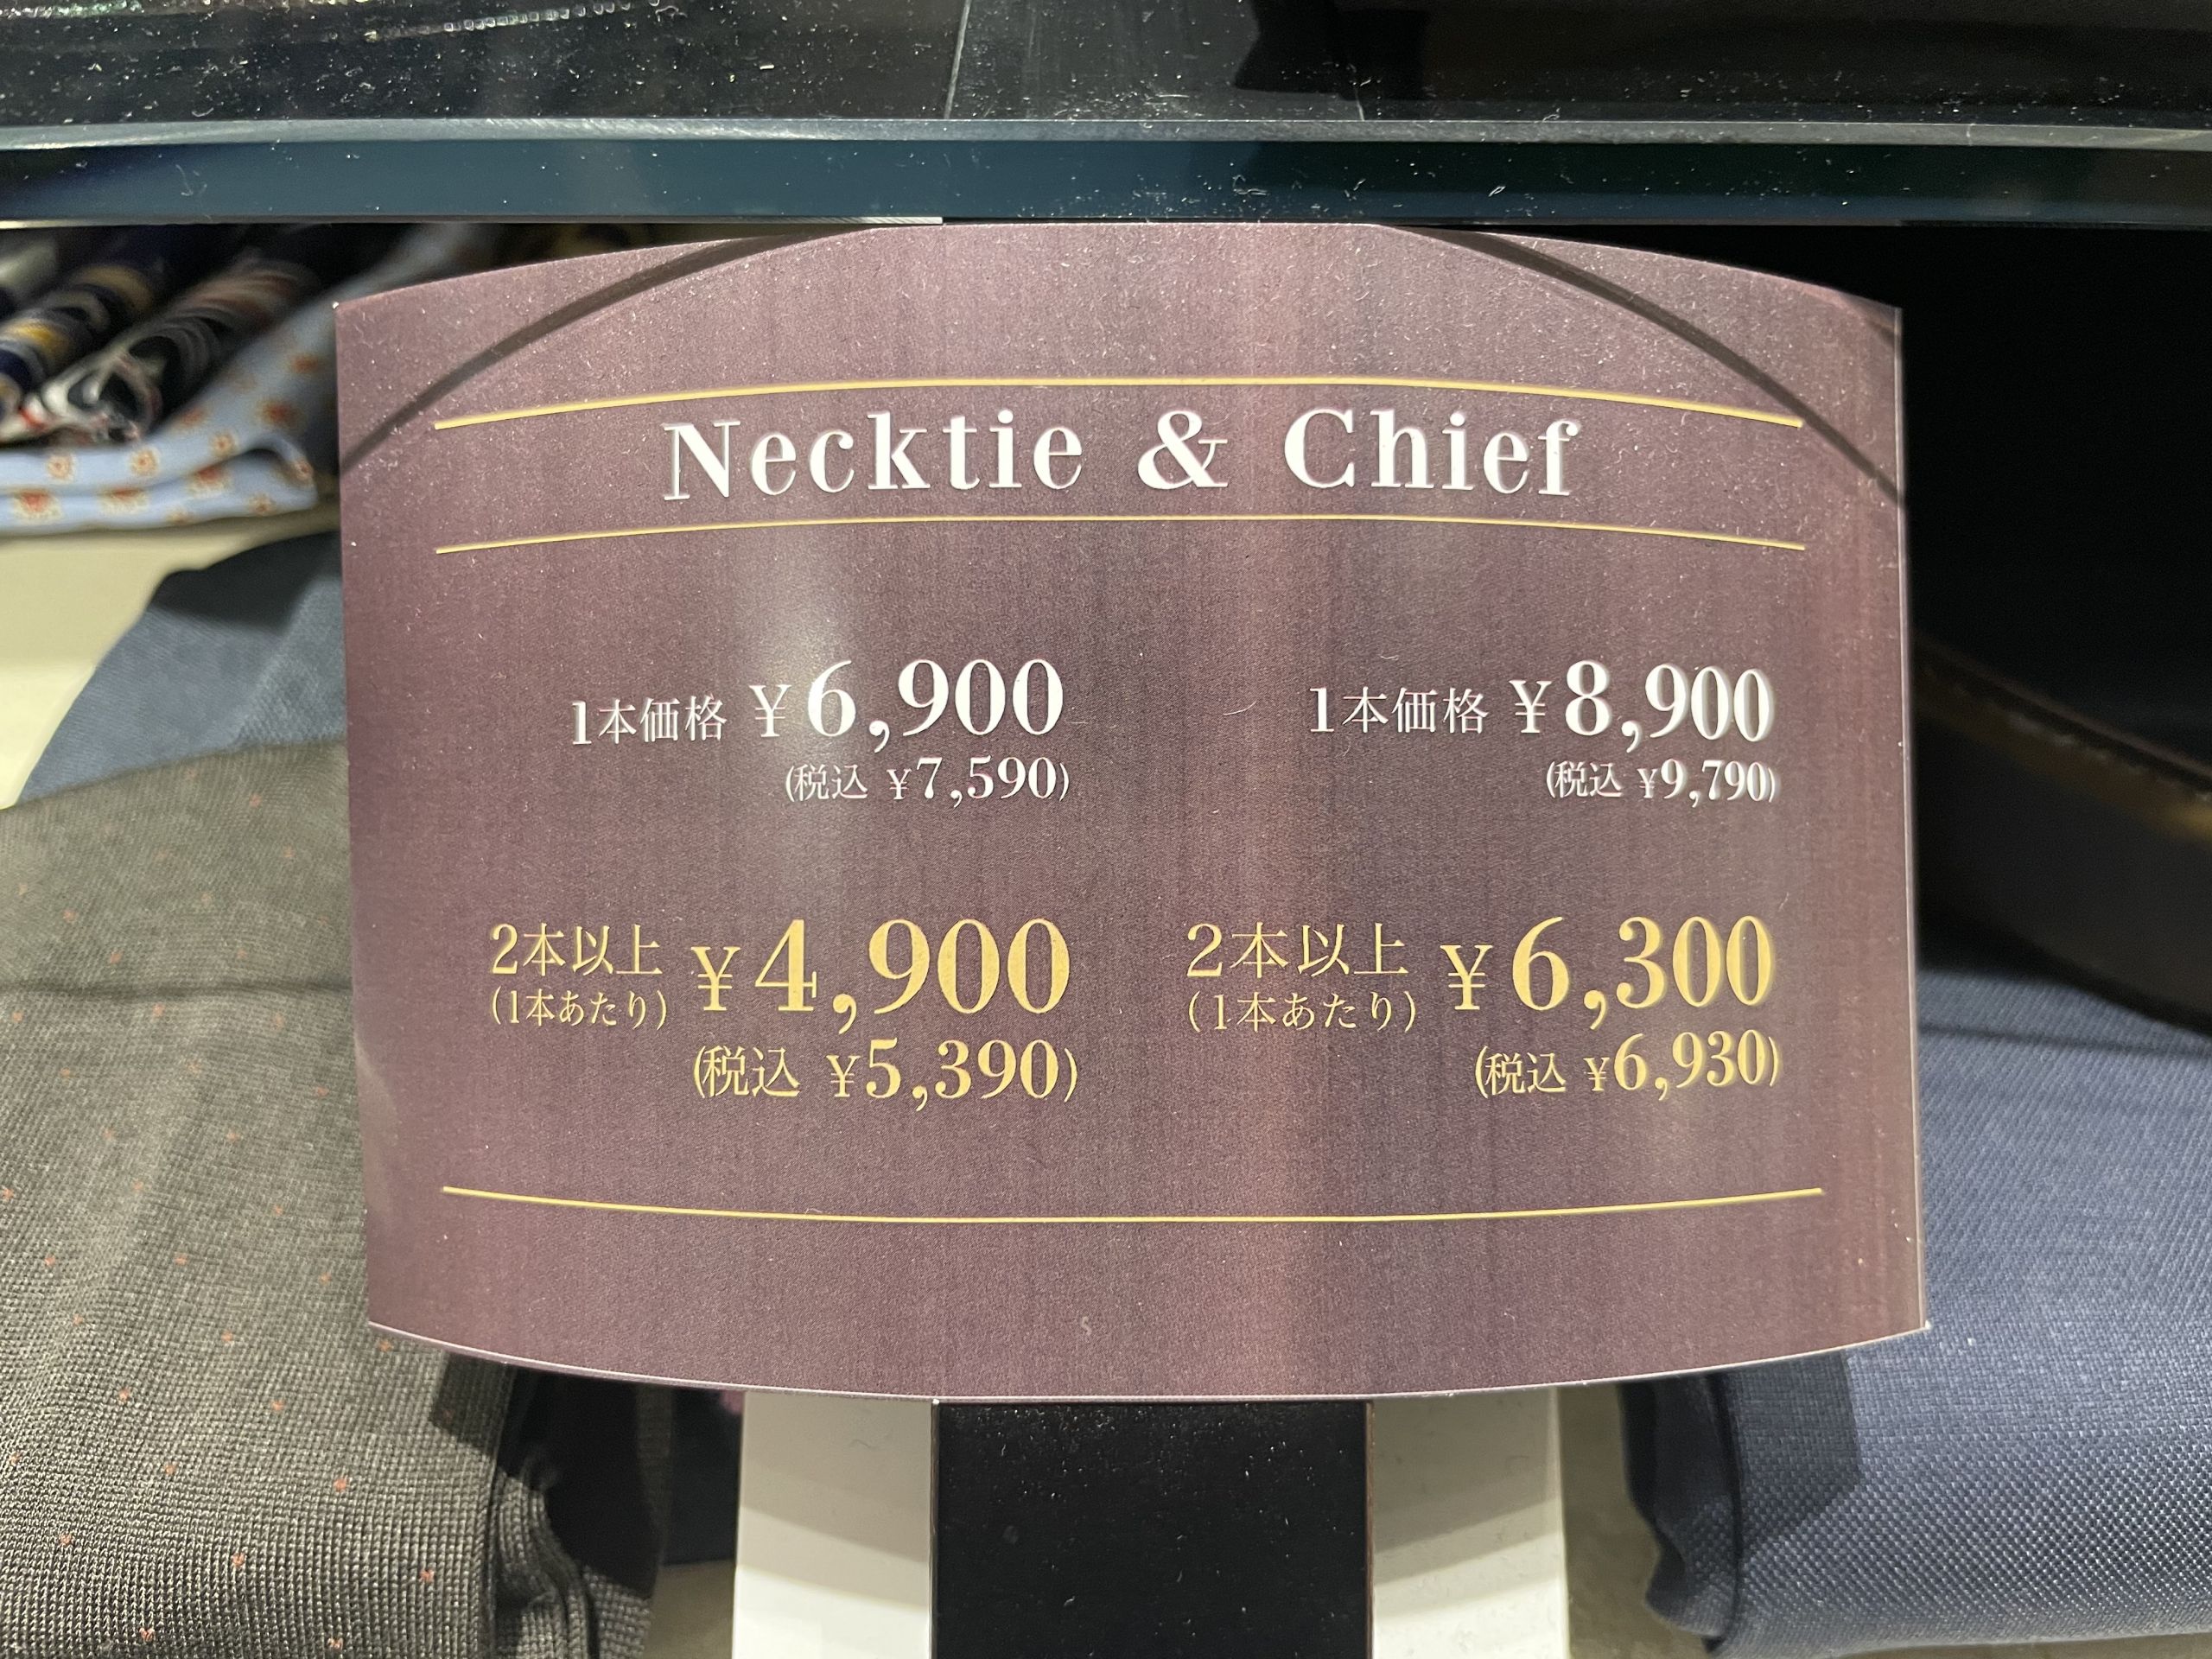 Necktie & Chief
1本価格 ¥6,900
(税込 ¥7,590)
1本価格 ¥8,900
(税込 ¥9,790)
2本以上 ¥4,900
(1本あたり)
(税込 ¥5,390)
2本以上 ¥6,300
(1本あたり)
(税込 ¥6,930)